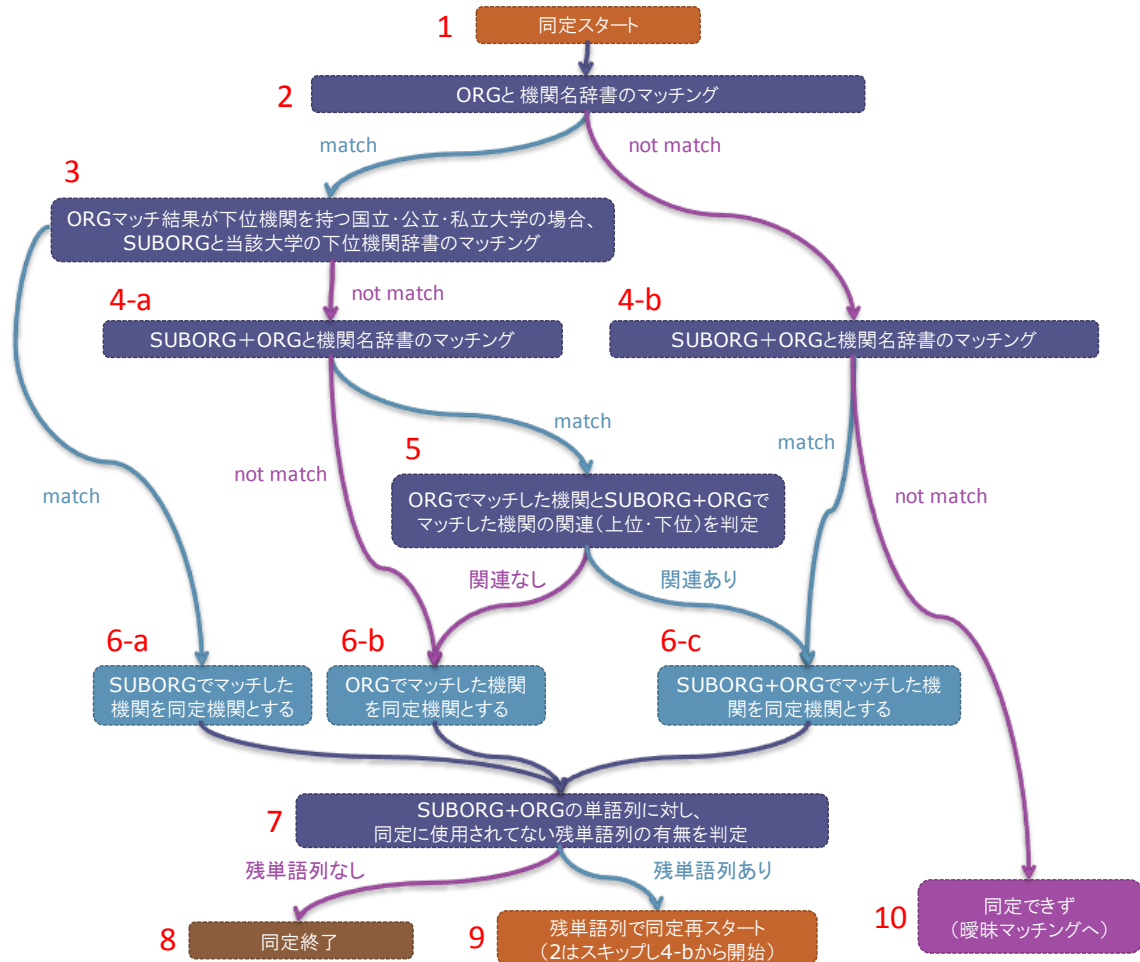 1
同定スタート
2
ORGと機関名辞書のマッチング
match
not match
3
ORGマッチ結果が下位機関を持つ国立・公立・私立大学の場合、
SUBORGと当該大学の下位機関辞書のマッチング
not match
4-a
4-b
SUBORG＋ORGと機関名辞書のマッチング
SUBORG＋ORGと機関名辞書のマッチング
match
match
5
not match
match
not match
ORGでマッチした機関とSUBORG+ORGで
マッチした機関の関連（上位・下位）を判定
関連なし
関連あり
6-a
6-b
6-c
SUBORGでマッチした
機関を同定機関とする
ORGでマッチした機関
を同定機関とする
SUBORG+ORGでマッチした機
関を同定機関とする
7
SUBORG+ORGの単語列に対し、
同定に使用されてない残単語列の有無を判定
残単語列なし
残単語列あり
8
同定終了
9
残単語列で同定再スタート
（2はスキップし4-bから開始）
10
同定できず
（曖昧マッチングへ）